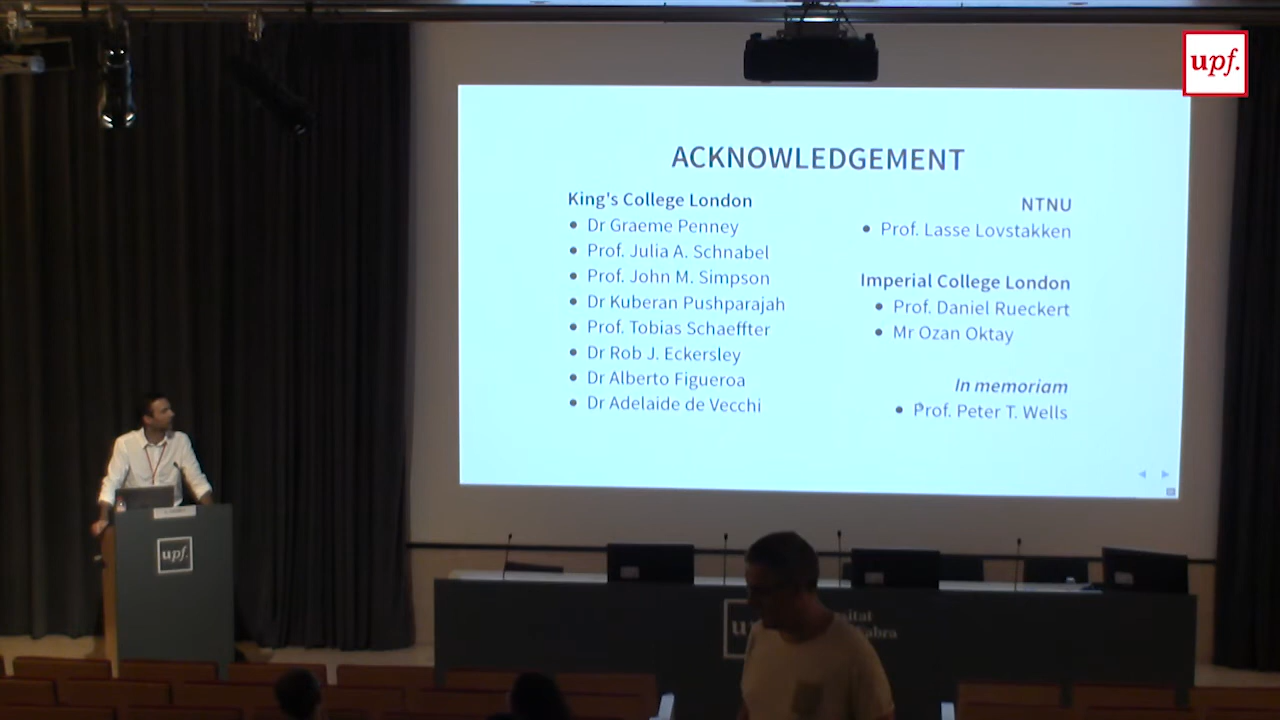 upf.
ACKNOWLEDGEMENT
King's College London
Dr Graeme Penney
Prof. Julia A. Schnabel
Prof. John M. Simpson
Dr Kuberan Pushparajah
Prof. Tobias Schaeffter
Dr Rob J. Eckersley
Dr Alberto Figueroa
Dr Adelaide de Vecchi
NTNU
Prof. Lasse Lovstakken
Imperial College London
Prof. Daniel Rueckert
Mr Ozan Oktay
In memoriam
Prof. Peter T. Wells
upf.